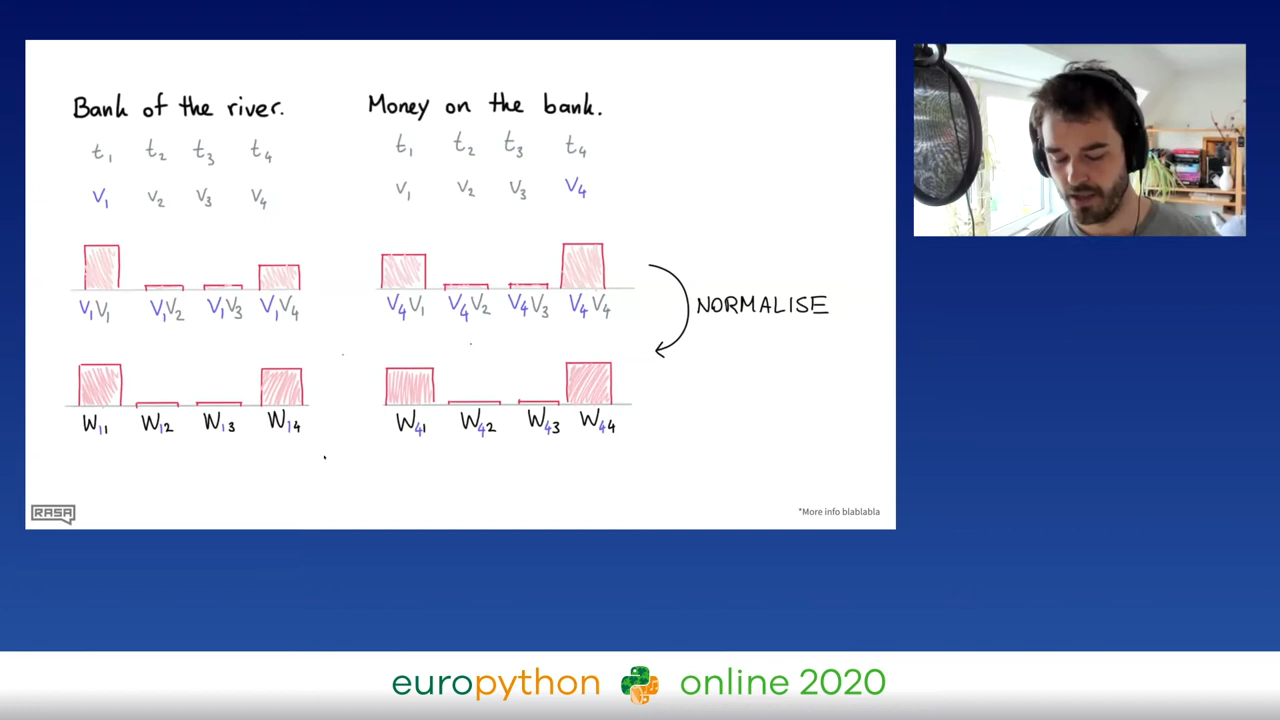 Bank of the river.
t1 t2 t3 t4
v1 v2 v3 v4
v1v1 v1v2 v1v3 v1v4
W11 W12 W13 W14
Money on the bank.
t1 t2 t3 t4
v1 v2 v3 v4
v4v1 v4v2 v4v3 v4v4
W41 W42 W43 W44
NORMALISE
RASA
*More info blablabla
europython online 2020